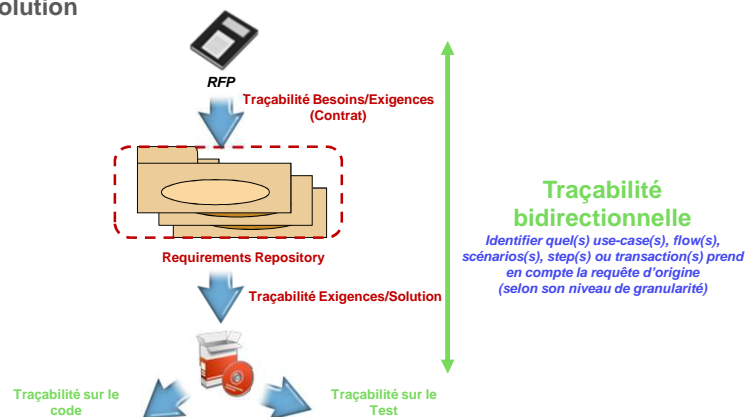 olution
RFP
Traçabilité Besoins/Exigences
(Contrat)
Requirements Repository
Traçabilité Exigences/Solution
Traçabilité
bidirectionnelle
Identifier quel(s) use-case(s), flow(s),
scénarios(s), step(s) ou transaction(s) prend
en compte la requête d'origine
(selon son niveau de granularité)
Traçabilité sur le
code
Traçabilité sur le
Test